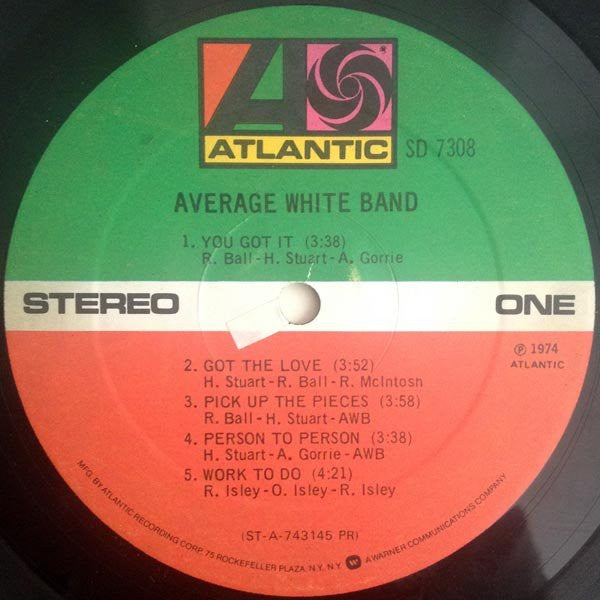 ATLANTIC
SD 7308
AVERAGE WHITE BAND
1. YOU GOT IT (3:38)
R. Ball-H. Stuart-A. Gorrie
STEREO
ONE
℗ 1974
ATLANTIC
2. GOT THE LOVE (3:52)
H. Stuart-R. Ball-R. McIntosh
3. PICK UP THE PIECES (3:58)
R. Ball-H. Stuart-AWB
4. PERSON TO PERSON (3:38)
H. Stuart-A. Gorrie-AWB
5. WORK TO DO (4:21)
R. Isley-O. Isley-R. Isley
(ST-A-743145 PR)
MFG. BY ATLANTIC RECORDING CORP. 75 ROCKEFELLER PLAZA, N.Y., N.Y. A WARNER COMMUNICATIONS COMPANY